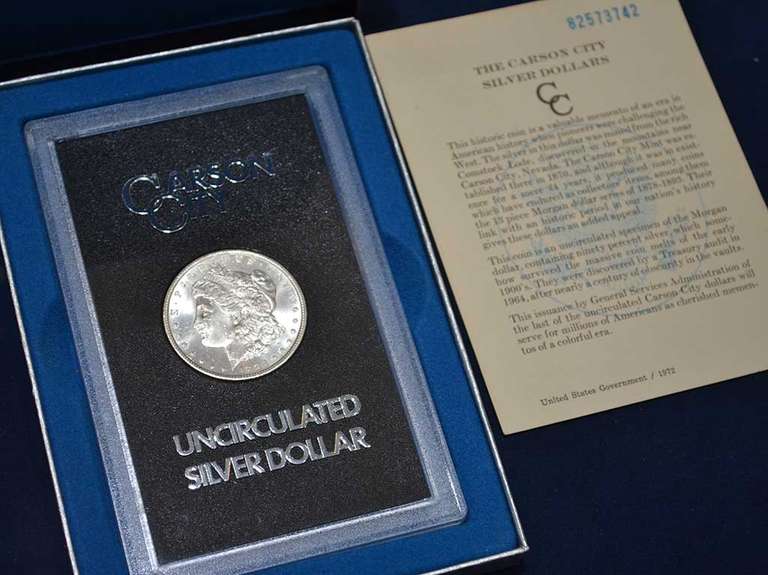 CARSON
CITY
UNCIRCULATED
SILVER DOLLAR
82573742
THE CARSON CITY
SILVER DOLLARS
CC
This historic coin is a valuable memento of an era in
American history when pioneers were challenging the
West. The silver in this dollar was mined from the rich
Comstock Lode, discovered in the mountains near
Carson City, Nevada. The Carson City Mint was es-
tablished there in 1870, and although it was in exist-
ence for a mere 24 years, it produced many coins
which have endured as collectors' items, among them
the 13 piece Morgan dollar series of 1878-1893. Their
link with an historic period in our nation's history
gives these dollars an added appeal.
This coin is an uncirculated specimen of the Morgan
dollar, containing ninety percent silver, which some-
how survived the massive coin melts of the early
1900's. They were discovered by a Treasury audit in
1964, after nearly a century of obscurity in the vaults.
This issuance by General Services Administration of
the last of the uncirculated Carson City dollars will
serve for millions of Americans as cherished memen-
tos of a colorful era.
United States Government / 1972